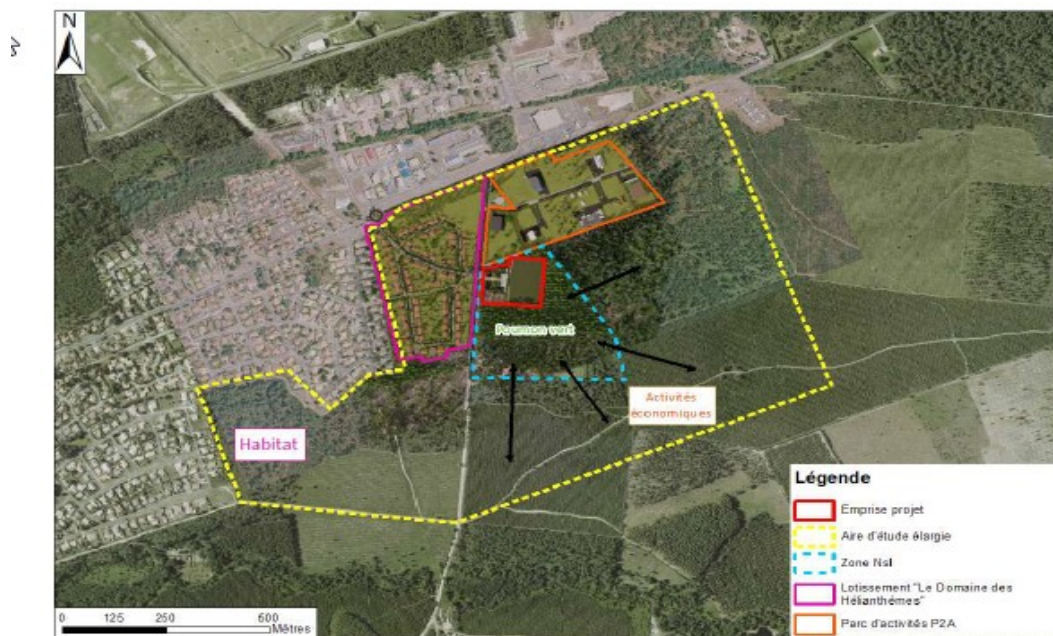 N
Poumon vert
Activités
économiques
Habitat
Légende
Emprise projet
Aire d'étude élargie
Zone Nsl
Lotissement "Le Domaine des
Hélianthèmes"
Parc d'activités P2A
0 125 250 600
Mètres